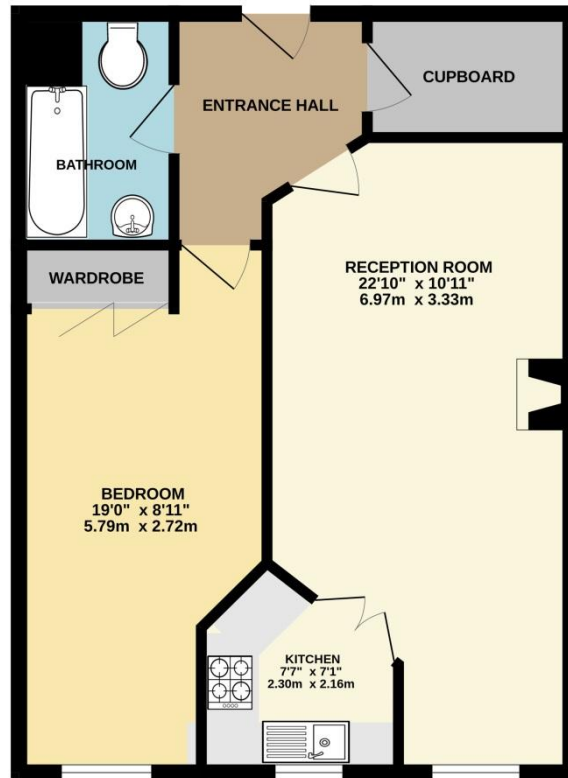 CUPBOARD
ENTRANCE HALL
BATHROOM
WARDROBE
RECEPTION ROOM
22'10" x 10'11"
6.97m x 3.33m
BEDROOM
19'0" x 8'11"
5.79m x 2.72m
KITCHEN
7'7" x 7'1"
2.30m x 2.16m